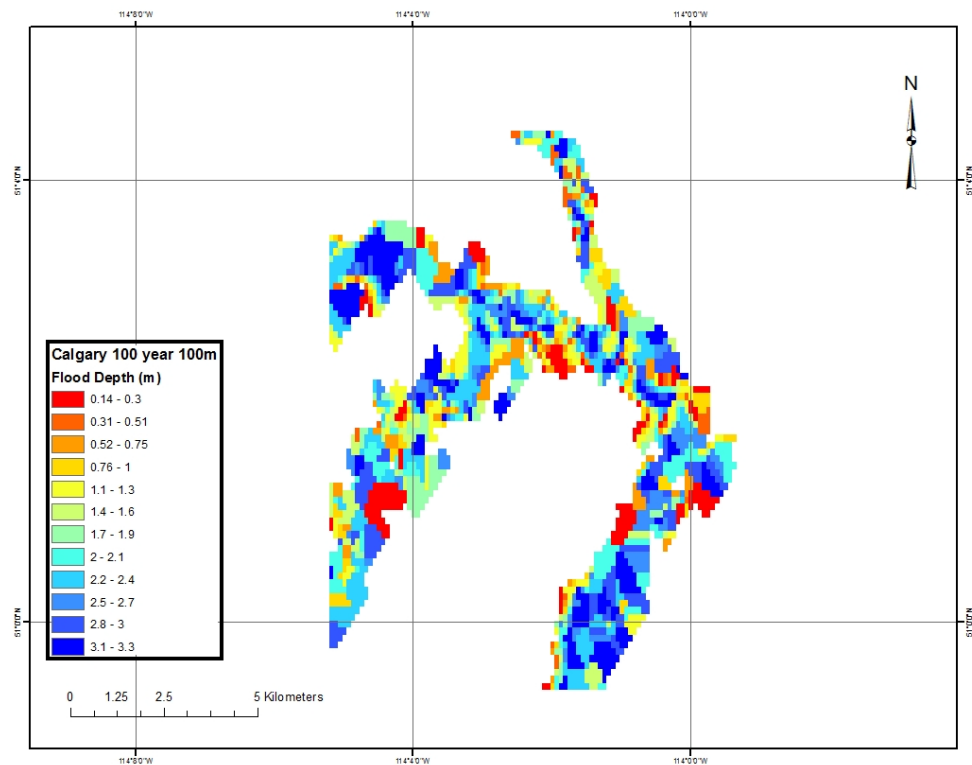 114°8'0"W 114°4'0"W 114°0'0"W
N
51°4'0"N 51°4'0"N
Calgary 100 year 100m
Flood Depth (m)
0.14 - 0.3
0.31 - 0.51
0.52 - 0.75
0.76 - 1
1.1 - 1.3
1.4 - 1.6
1.7 - 1.9
2 - 2.1
2.2 - 2.4
2.5 - 2.7
2.8 - 3
3.1 - 3.3
51°0'0"N 51°0'0"N
0 1.25 2.5 5 Kilometers
114°8'0"W 114°4'0"W 114°0'0"W